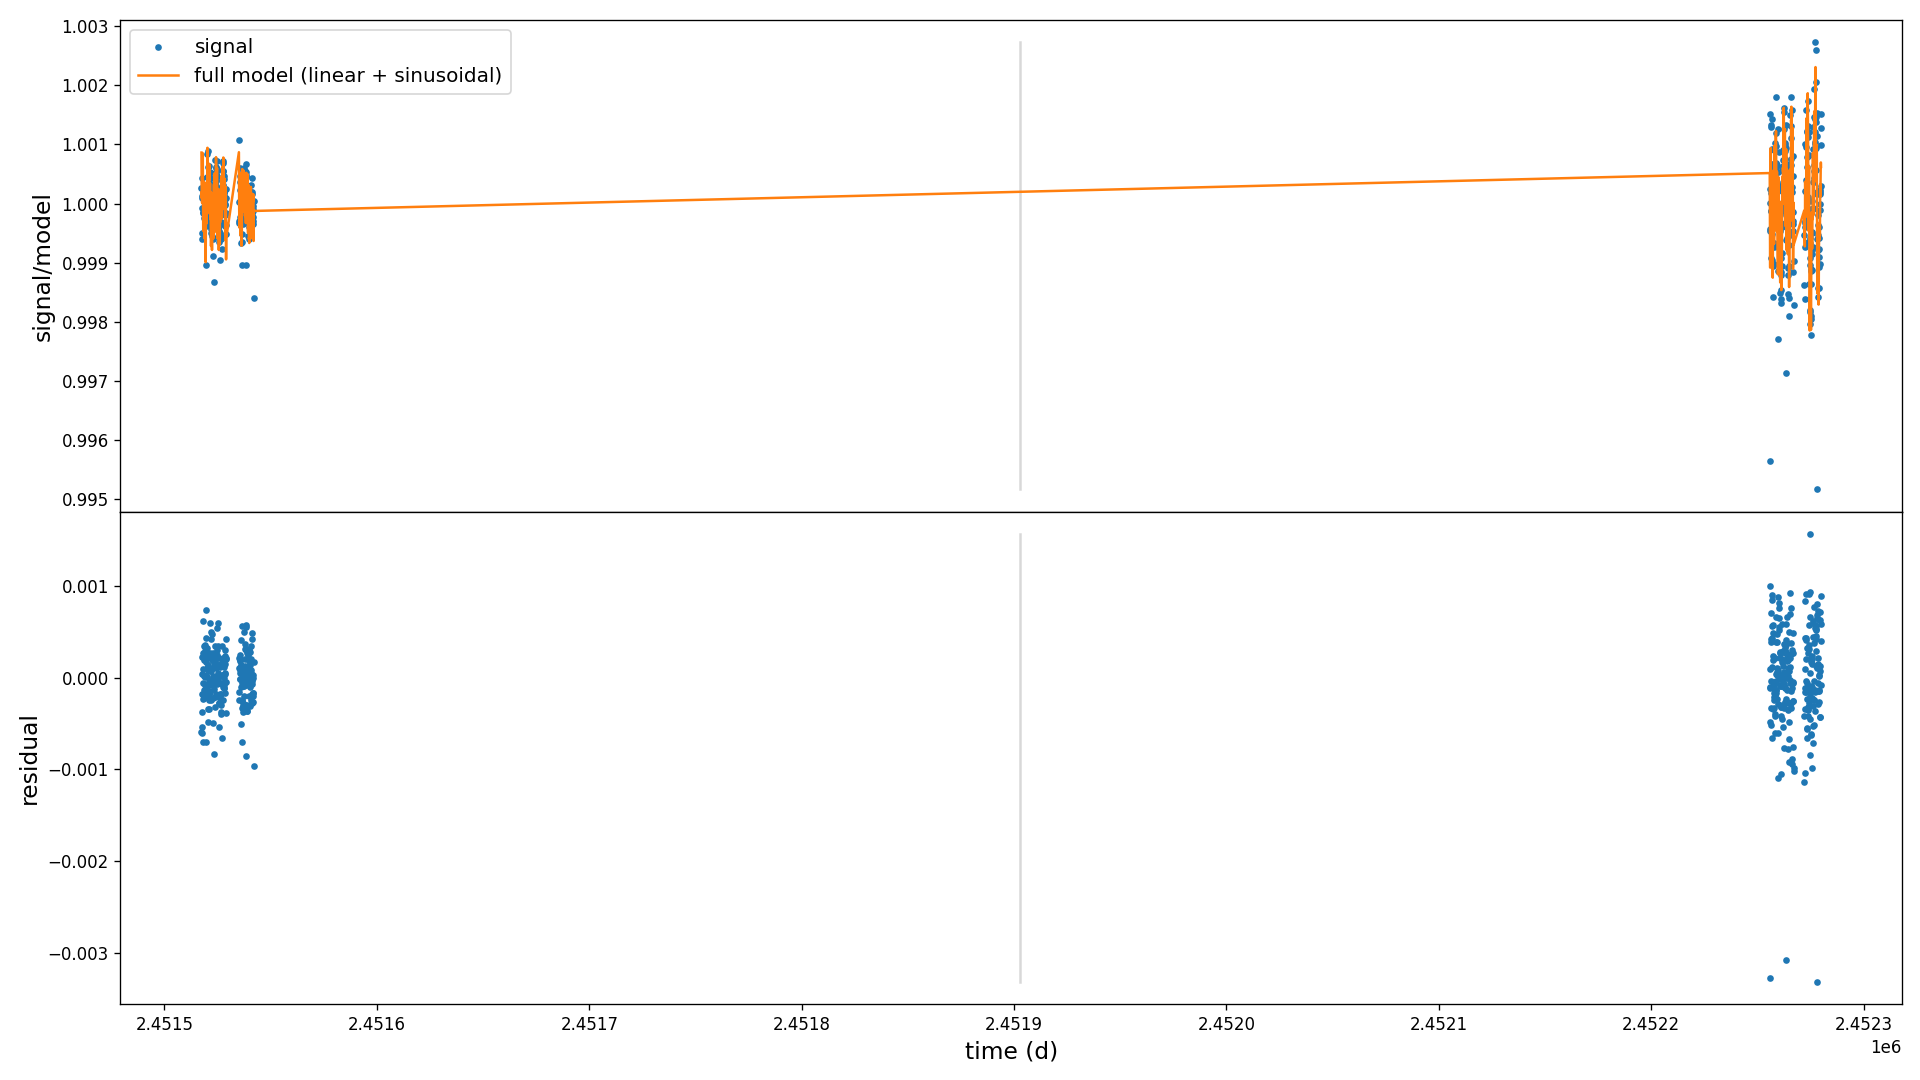 1.003
signal
full model (linear + sinusoidal)
1.002
1.001
1.000
0.999
0.998
0.997
0.996
0.995
signal/model
0.001
0.000
−0.001
−0.002
−0.003
residual
2.4515 2.4516 2.4517 2.4518 2.4519 2.4520 2.4521 2.4522 2.4523
1e6
time (d)